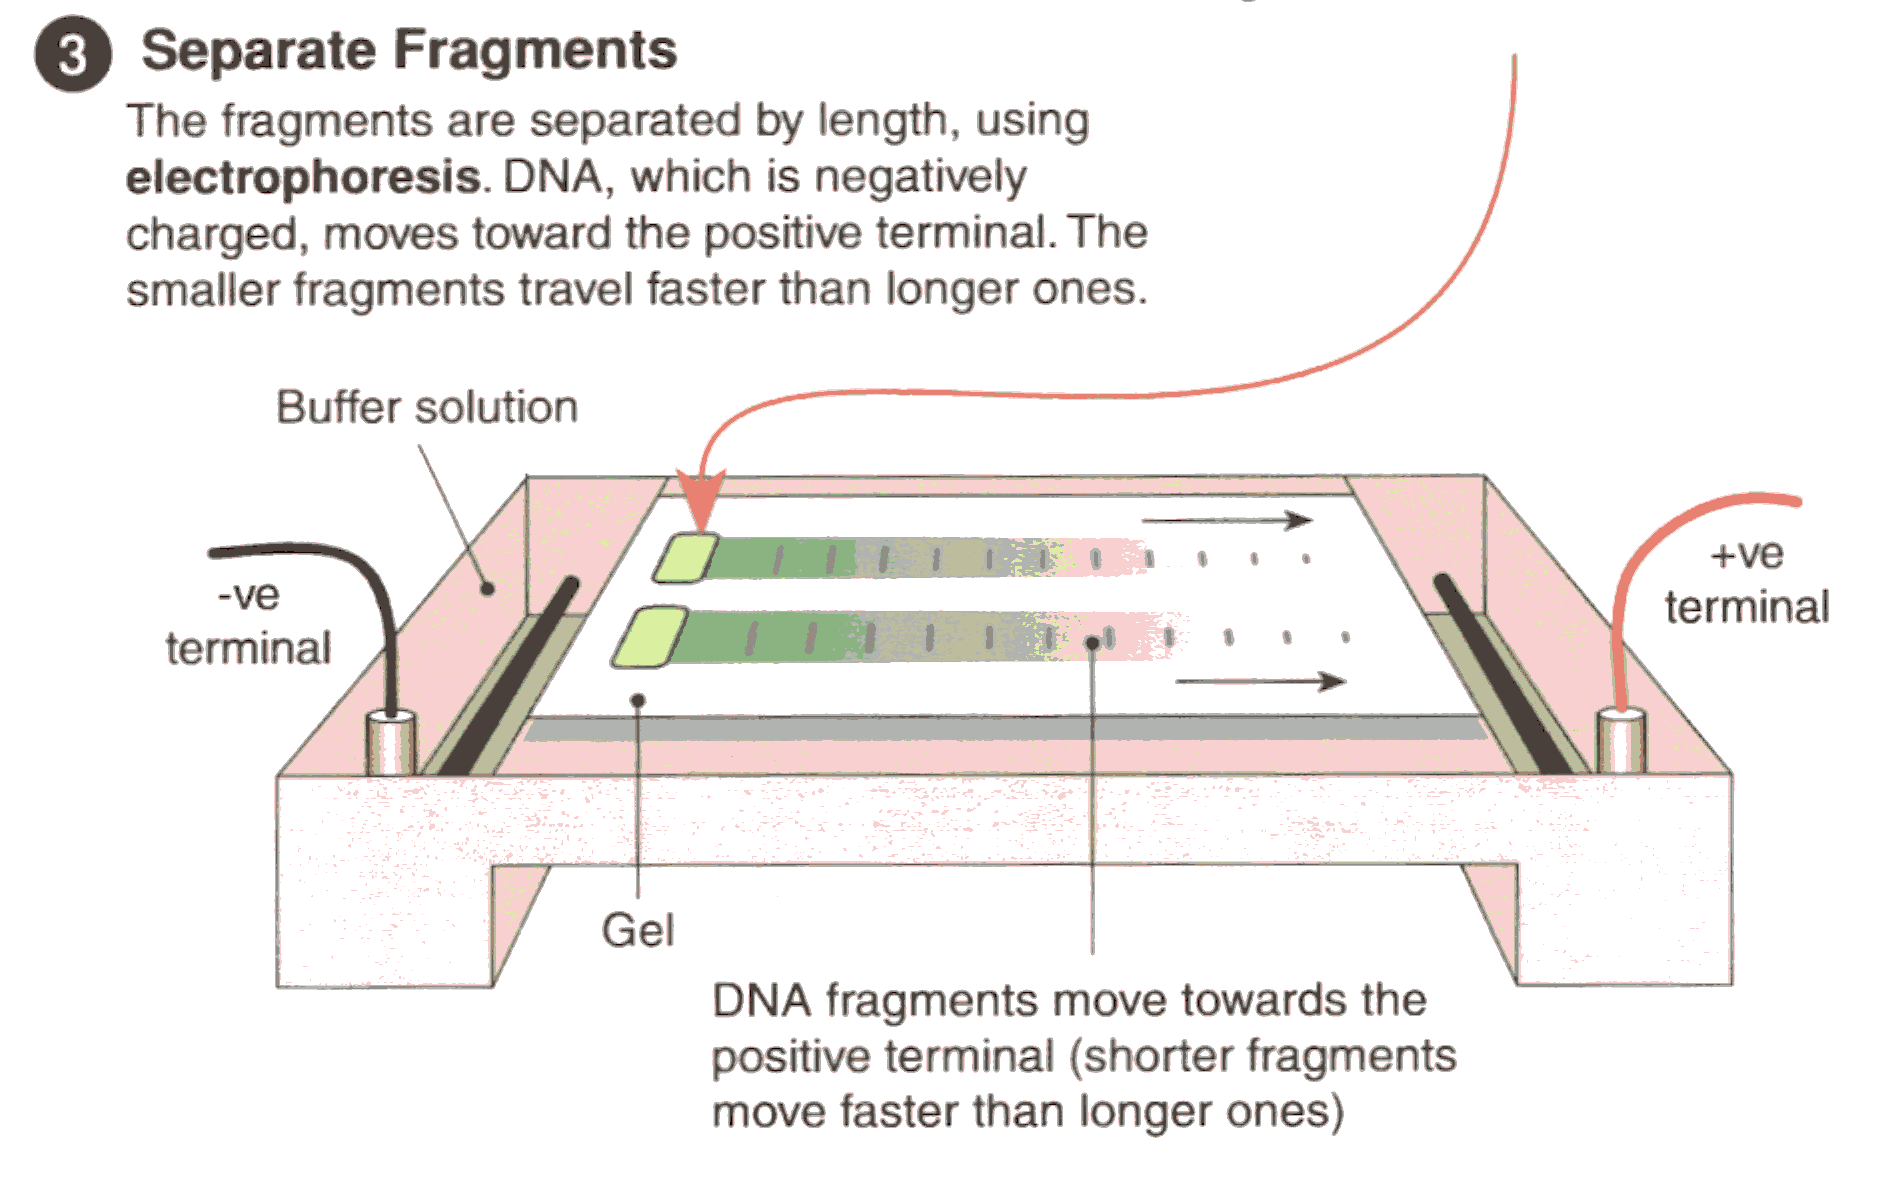 3 Separate Fragments
The fragments are separated by length, using
electrophoresis. DNA, which is negatively
charged, moves toward the positive terminal. The
smaller fragments travel faster than longer ones.
Buffer solution
-ve
terminal
+ve
terminal
Gel
DNA fragments move towards the
positive terminal (shorter fragments
move faster than longer ones)